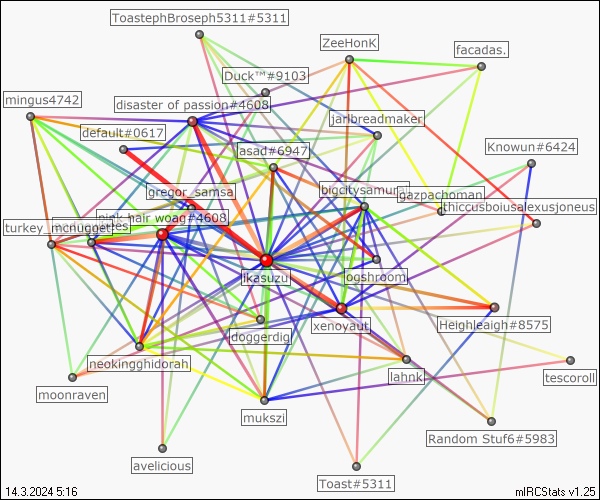 ToastephBroseph5311#5311
ZeeHonK
facadas.
Duck™#9103
mingus4742
disaster of passion#4608
jarlbreadmaker
default#0617
asad#6947
Knowun#6424
gregor_samsa
bigcitysamurai
gazpachoman
thiccusboiusalexusjoneus
pink hair woag#4608
turkey_mcnugget
ikasuzu
ooshroom
xenoyaut
Heighleaigh#8575
doggerdig
neokingghidorah
lahnk
tescoroll
moonraven
mukszi
Random Stuf6#5983
avelicious
Toast#5311
14.3.2024 5:16
mIRCStats v1.25